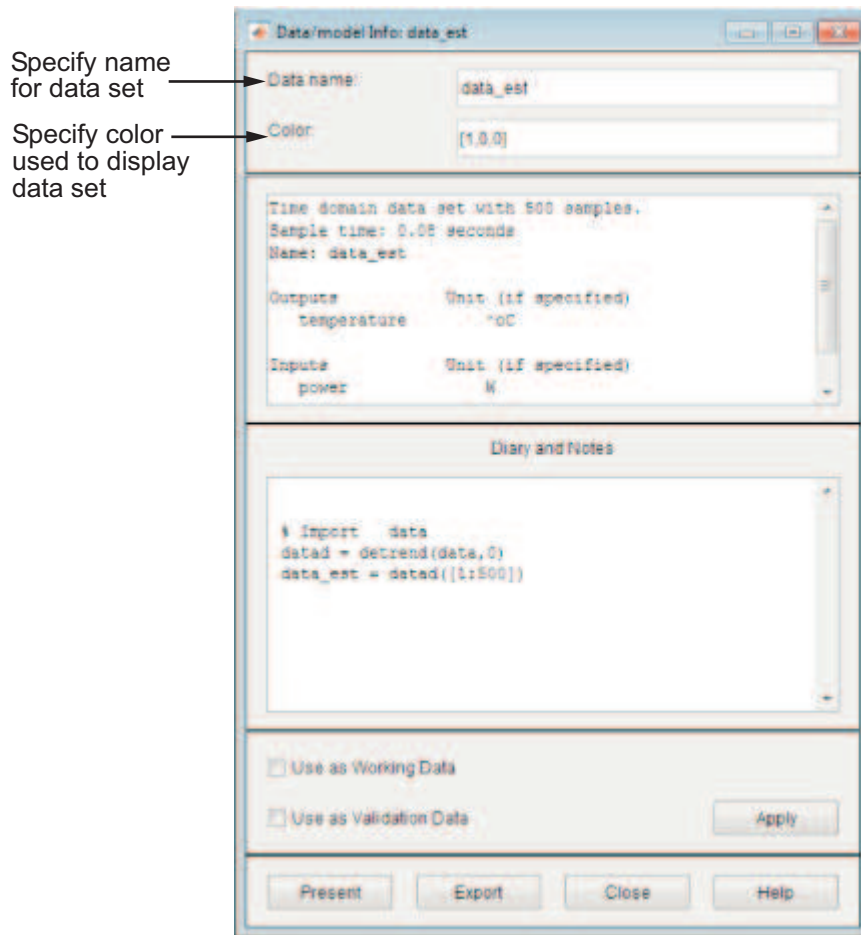 Data/model Info: data_est
Specify name
for data set
Data name:
data_est
Specify color
used to display
data set
Color:
[1,0,0]
Time domain data set with 500 samples.
Sample time: 0.08 seconds
Name: data_est
Outputs Unit (if specified)
temperature ^oC
Inputs Unit (if specified)
power W
Diary and Notes
% Import data
datad = detrend(data,0)
data_est = datad([1:500])
Use as Working Data
Use as Validation Data
Apply
Present Export Close Help